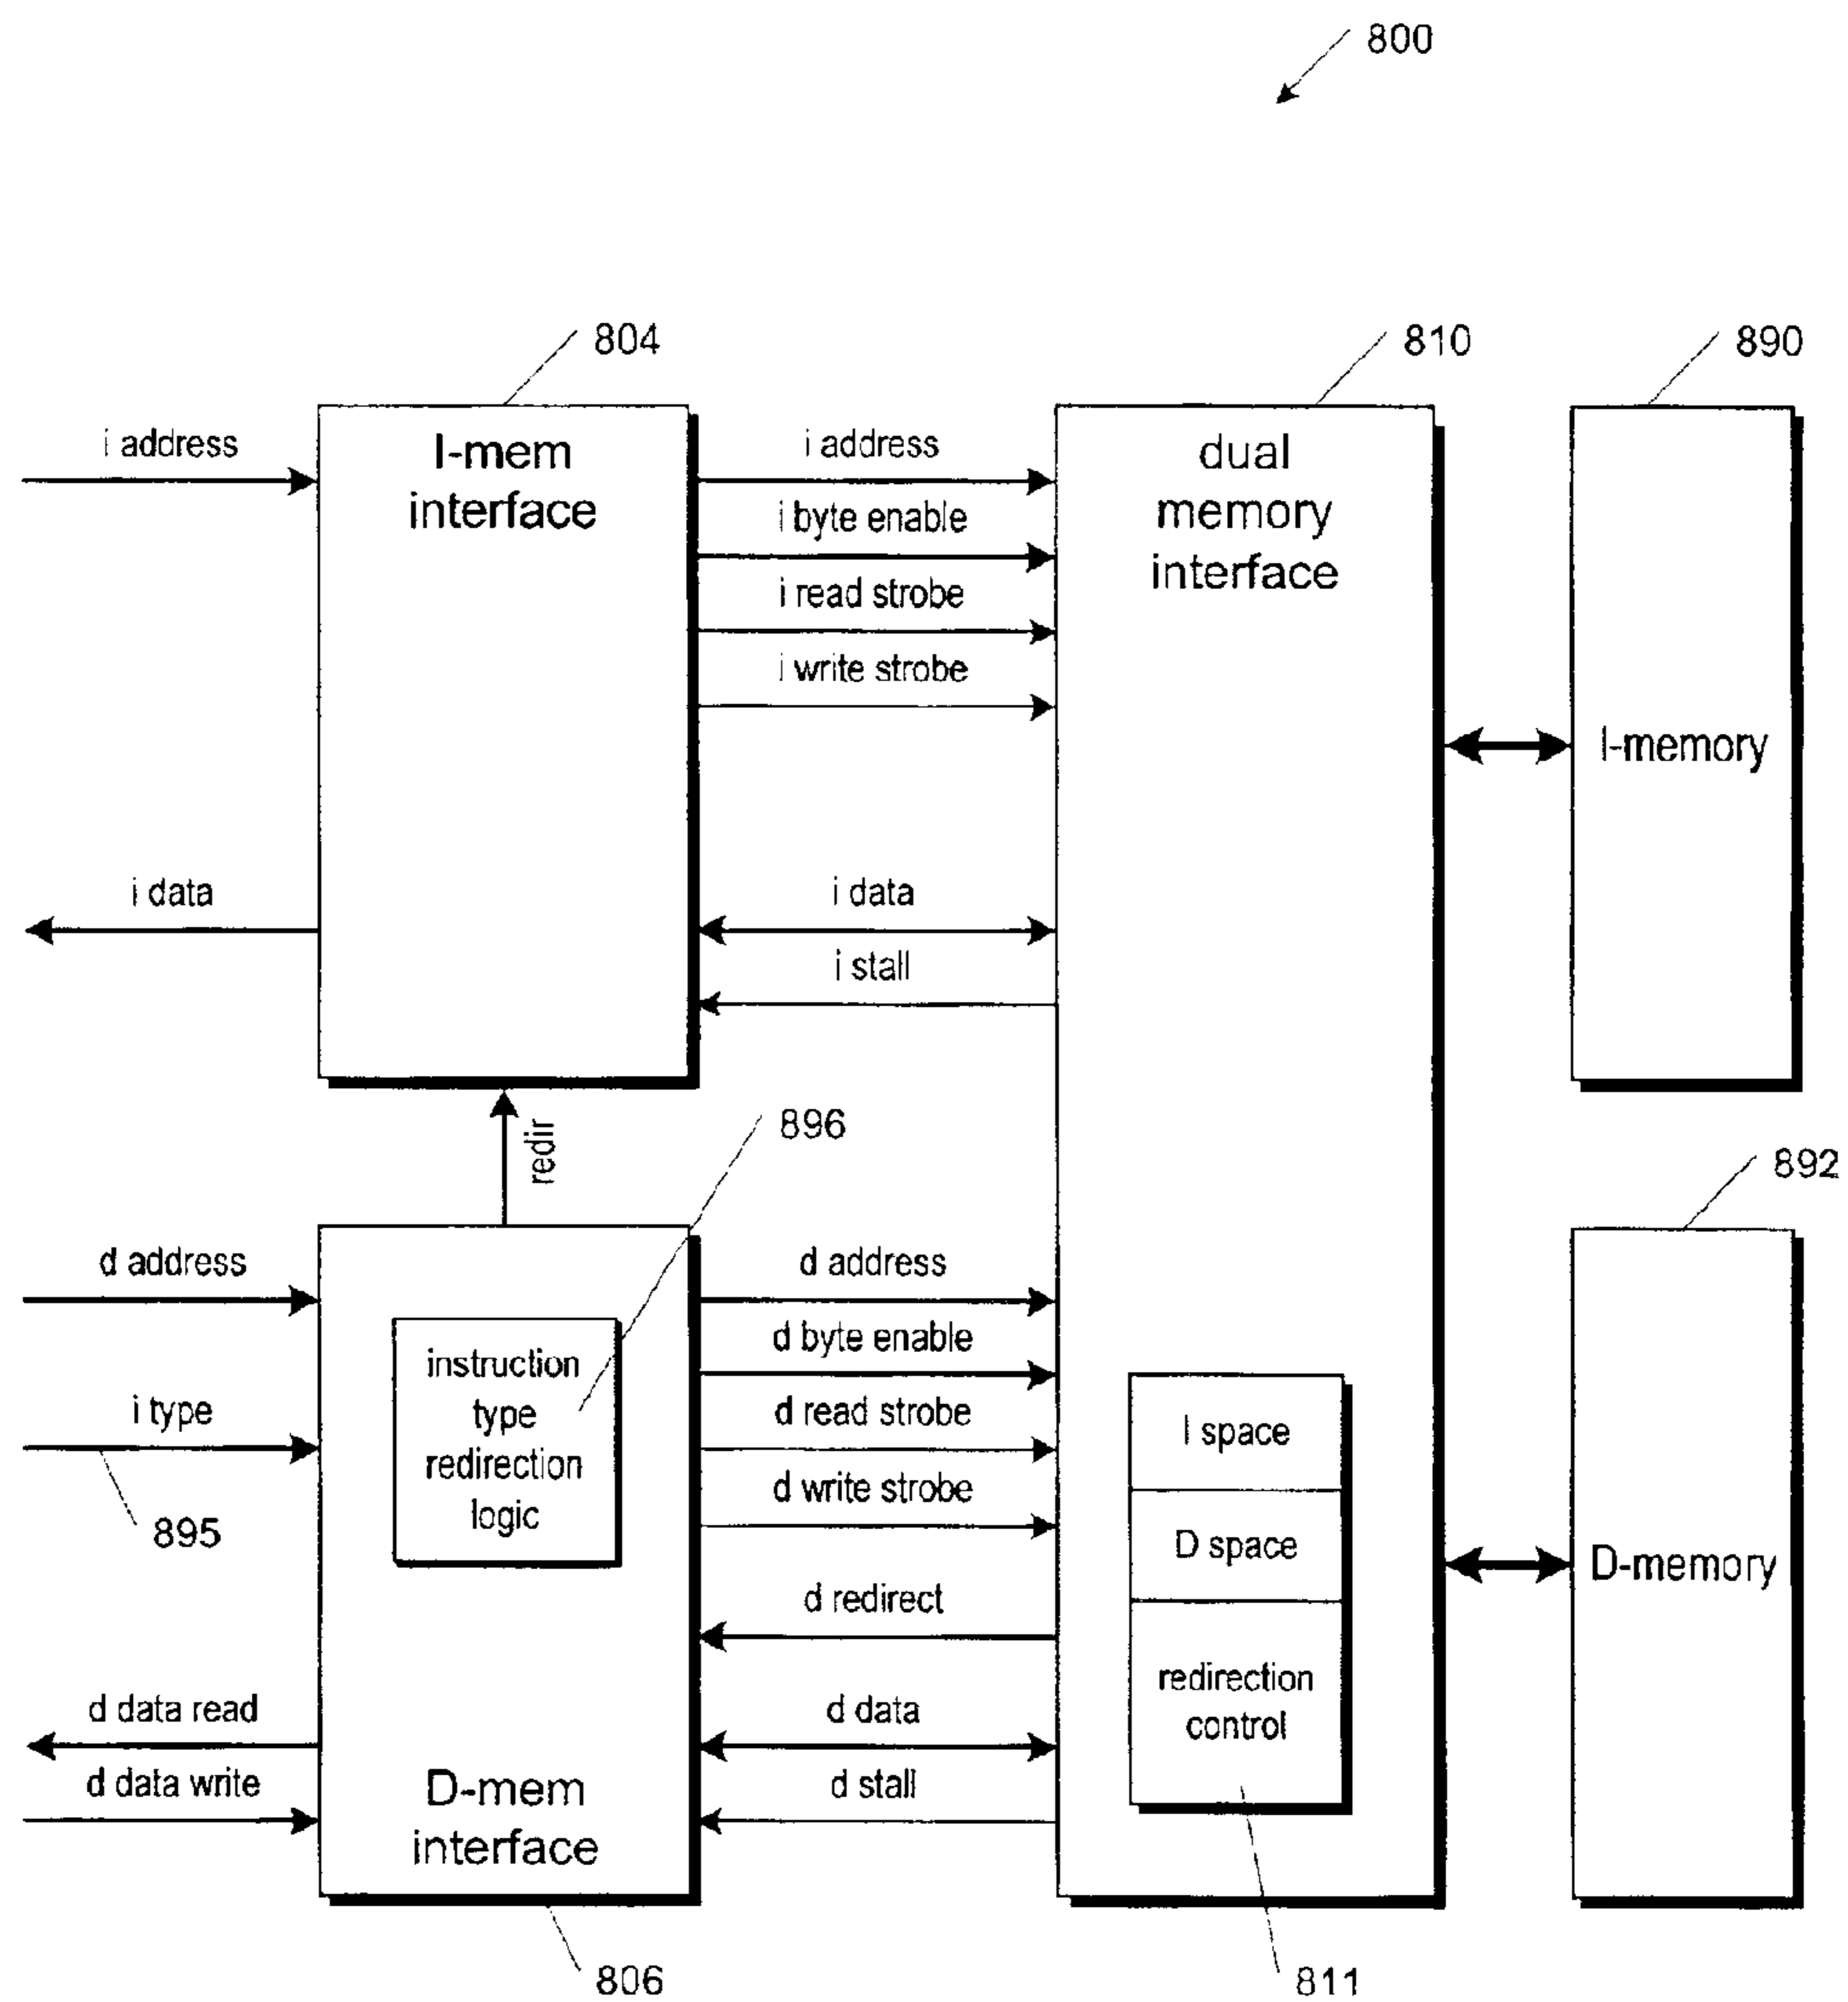 800
804
810
890
i address
I-mem
interface
i address
i byte enable
i read strobe
i write strobe
dual
memory
interface
I-memory
i data
i data
i stall
redir
896
892
d address
i type
895
instruction
type
redirection
logic
d address
d byte enable
d read strobe
d write strobe
d redirect
I space
D space
redirection
control
D-memory
d data read
d data write
D-mem
interface
d data
d stall
806
811